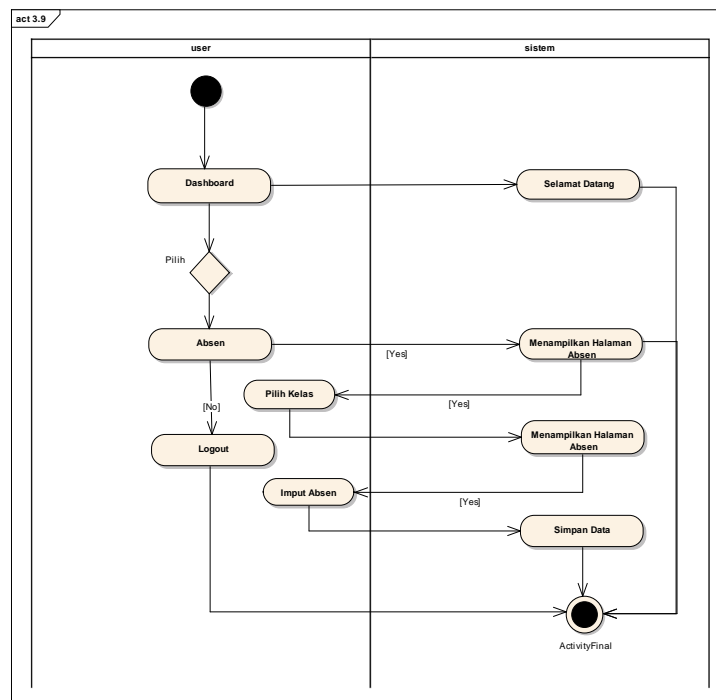 act 3.9
user
sistem
Dashboard
Selamat Datang
Pilih
Absen
Menampilkan Halaman
Absen
[Yes]
Pilih Kelas
[Yes]
[No]
Logout
Menampilkan Halaman
Absen
Imput Absen
[Yes]
Simpan Data
ActivityFinal